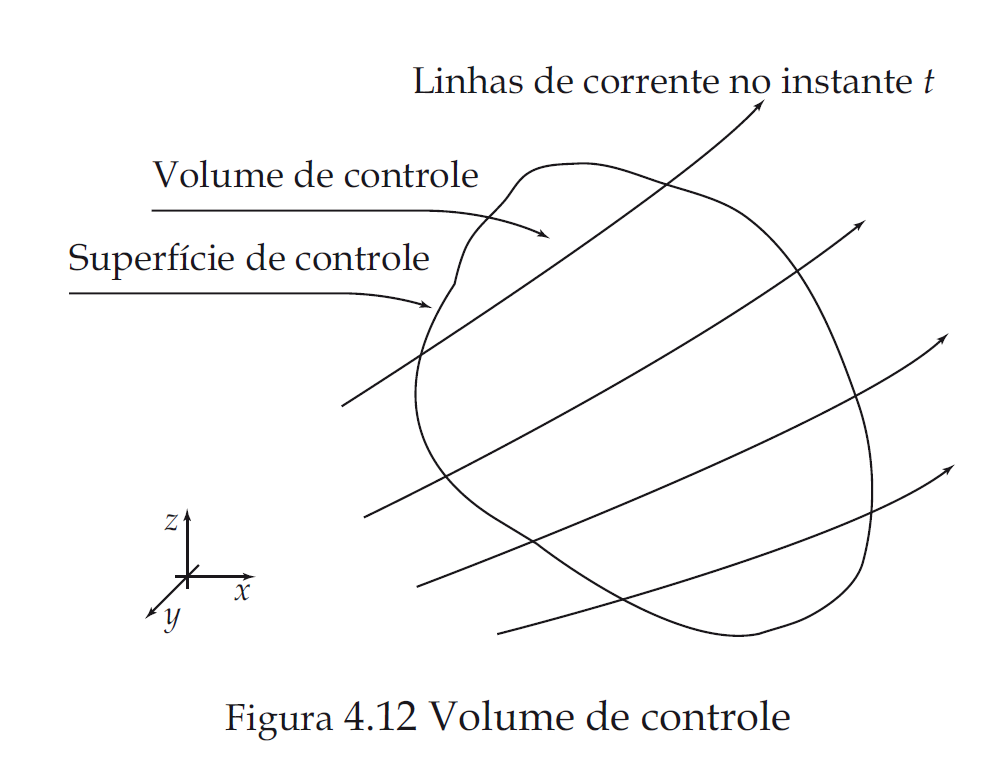 Linhas de corrente no instante t
Volume de controle
Superfície de controle
z
x
y
Figura 4.12 Volume de controle